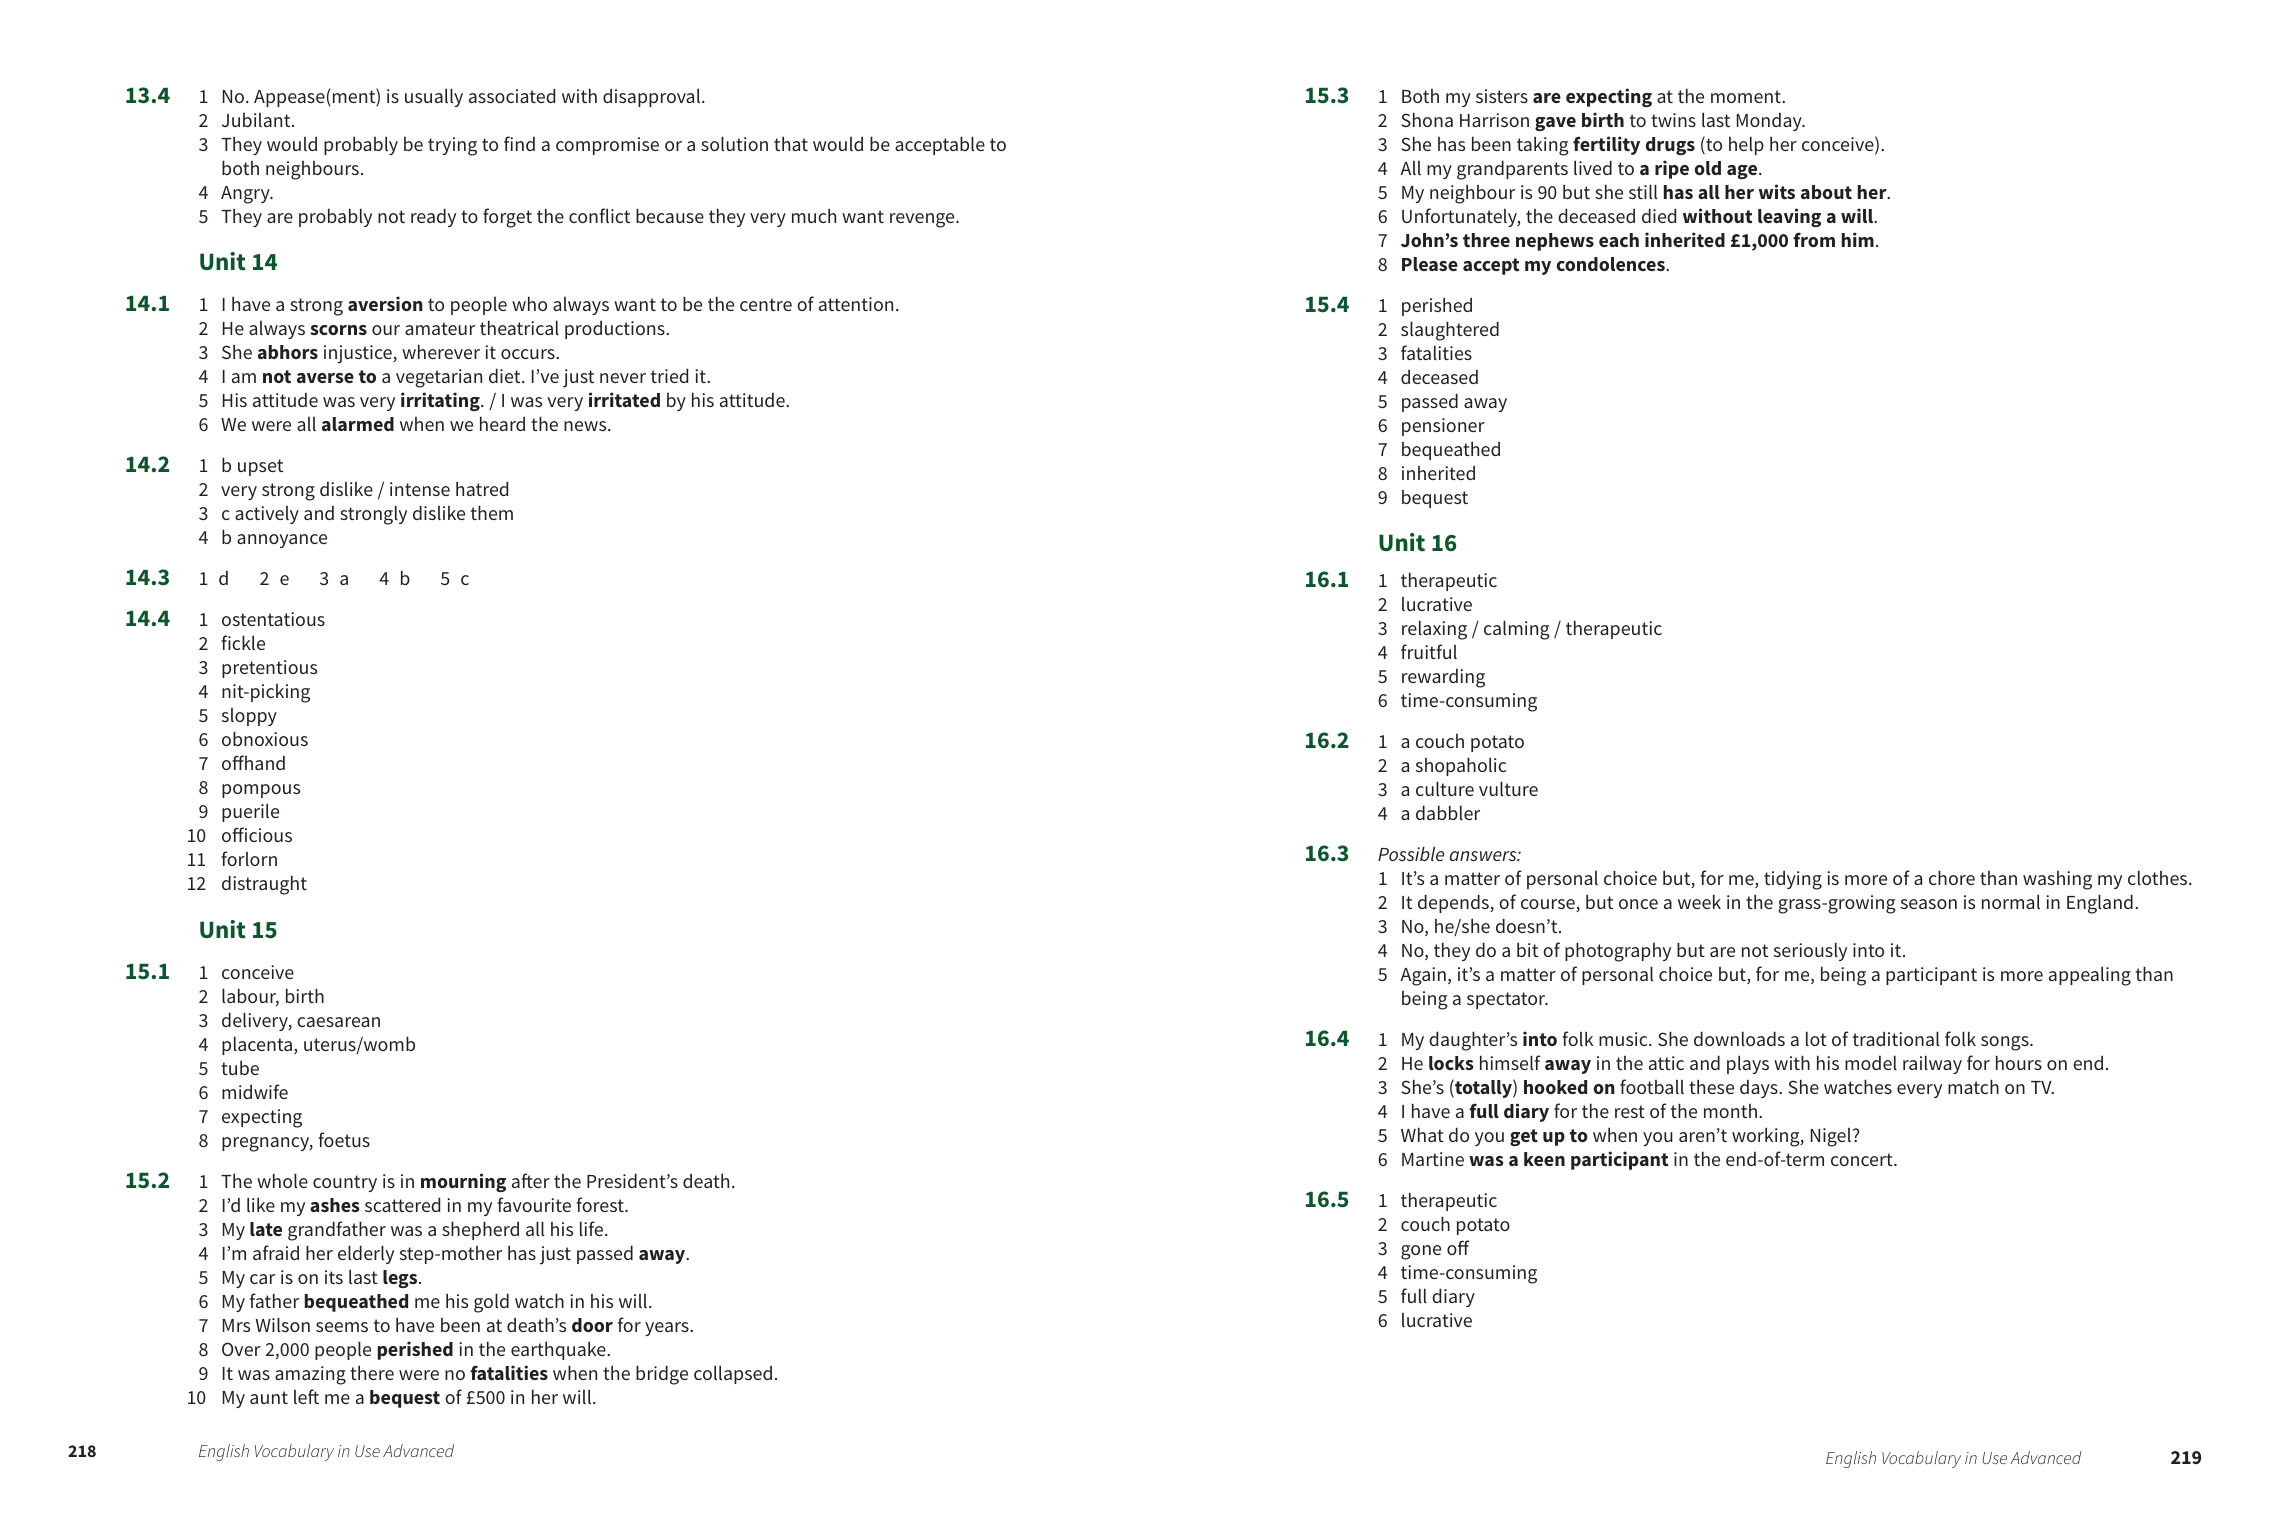 13.4 1 No. Appease(ment) is usually associated with disapproval.
2 Jubilant.
3 They would probably be trying to find a compromise or a solution that would be acceptable to
both neighbours.
4 Angry.
5 They are probably not ready to forget the conflict because they very much want revenge.
Unit 14
14.1 1 I have a strong aversion to people who always want to be the centre of attention.
2 He always scorns our amateur theatrical productions.
3 She abhors injustice, wherever it occurs.
4 I am not averse to a vegetarian diet. I’ve just never tried it.
5 His attitude was very irritating. / I was very irritated by his attitude.
6 We were all alarmed when we heard the news.
14.2 1 b upset
2 very strong dislike / intense hatred
3 c actively and strongly dislike them
4 b annoyance
14.3 1 d 2 e 3 a 4 b 5 c
14.4 1 ostentatious
2 fickle
3 pretentious
4 nit-picking
5 sloppy
6 obnoxious
7 offhand
8 pompous
9 puerile
10 officious
11 forlorn
12 distraught
Unit 15
15.1 1 conceive
2 labour, birth
3 delivery, caesarean
4 placenta, uterus/womb
5 tube
6 midwife
7 expecting
8 pregnancy, foetus
15.2 1 The whole country is in mourning after the President’s death.
2 I’d like my ashes scattered in my favourite forest.
3 My late grandfather was a shepherd all his life.
4 I’m afraid her elderly step-mother has just passed away.
5 My car is on its last legs.
6 My father bequeathed me his gold watch in his will.
7 Mrs Wilson seems to have been at death’s door for years.
8 Over 2,000 people perished in the earthquake.
9 It was amazing there were no fatalities when the bridge collapsed.
10 My aunt left me a bequest of £500 in her will.
218 English Vocabulary in Use Advanced
15.3 1 Both my sisters are expecting at the moment.
2 Shona Harrison gave birth to twins last Monday.
3 She has been taking fertility drugs (to help her conceive).
4 All my grandparents lived to a ripe old age.
5 My neighbour is 90 but she still has all her wits about her.
6 Unfortunately, the deceased died without leaving a will.
7 John’s three nephews each inherited £1,000 from him.
8 Please accept my condolences.
15.4 1 perished
2 slaughtered
3 fatalities
4 deceased
5 passed away
6 pensioner
7 bequeathed
8 inherited
9 bequest
Unit 16
16.1 1 therapeutic
2 lucrative
3 relaxing / calming / therapeutic
4 fruitful
5 rewarding
6 time-consuming
16.2 1 a couch potato
2 a shopaholic
3 a culture vulture
4 a dabbler
16.3 Possible answers:
1 It’s a matter of personal choice but, for me, tidying is more of a chore than washing my clothes.
2 It depends, of course, but once a week in the grass-growing season is normal in England.
3 No, he/she doesn’t.
4 No, they do a bit of photography but are not seriously into it.
5 Again, it’s a matter of personal choice but, for me, being a participant is more appealing than
being a spectator.
16.4 1 My daughter’s into folk music. She downloads a lot of traditional folk songs.
2 He locks himself away in the attic and plays with his model railway for hours on end.
3 She’s (totally) hooked on football these days. She watches every match on TV.
4 I have a full diary for the rest of the month.
5 What do you get up to when you aren’t working, Nigel?
6 Martine was a keen participant in the end-of-term concert.
16.5 1 therapeutic
2 couch potato
3 gone off
4 time-consuming
5 full diary
6 lucrative
English Vocabulary in Use Advanced 219